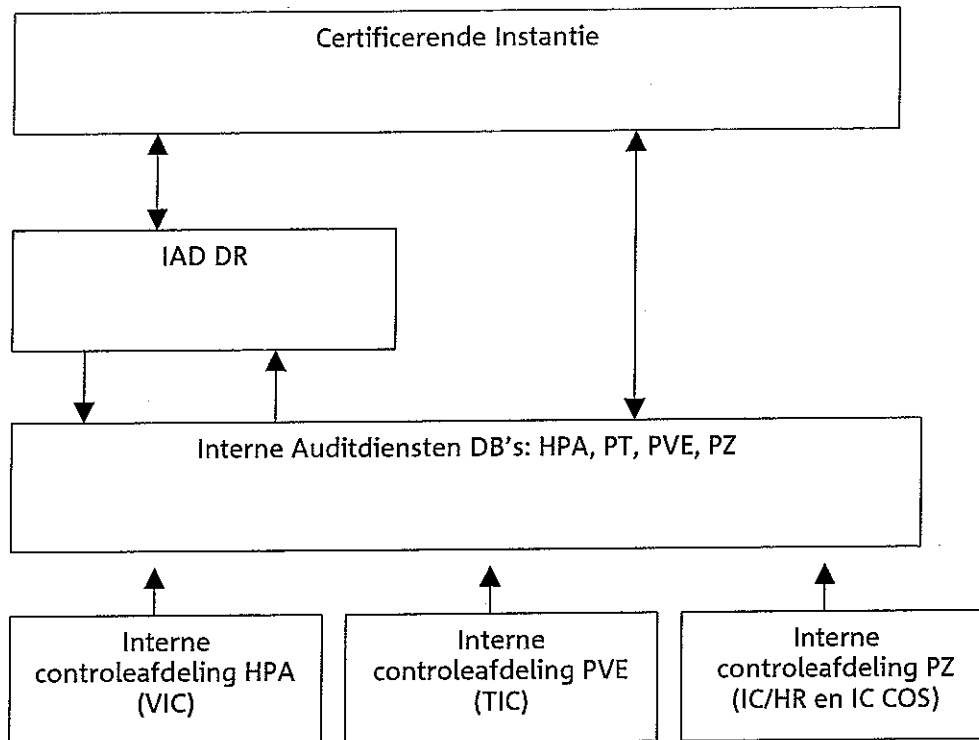 Certificerende Instantie
IAD DR
Interne Auditdiensten DB's: HPA, PT, PVE, PZ
Interne
controleafdeling HPA
(VIC)
Interne
controleafdeling PVE
(TIC)
Interne
controleafdeling PZ
(IC/HR en IC COS)